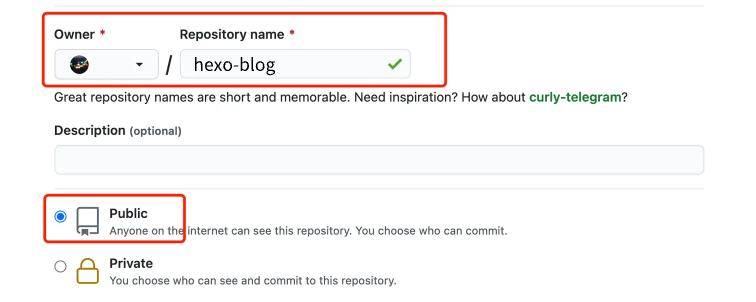 Owner * Repository name *
/ hexo-blog
Great repository names are short and memorable. Need inspiration? How about curly-telegram?
Description (optional)
Public
Anyone on the internet can see this repository. You choose who can commit.
Private
You choose who can see and commit to this repository.